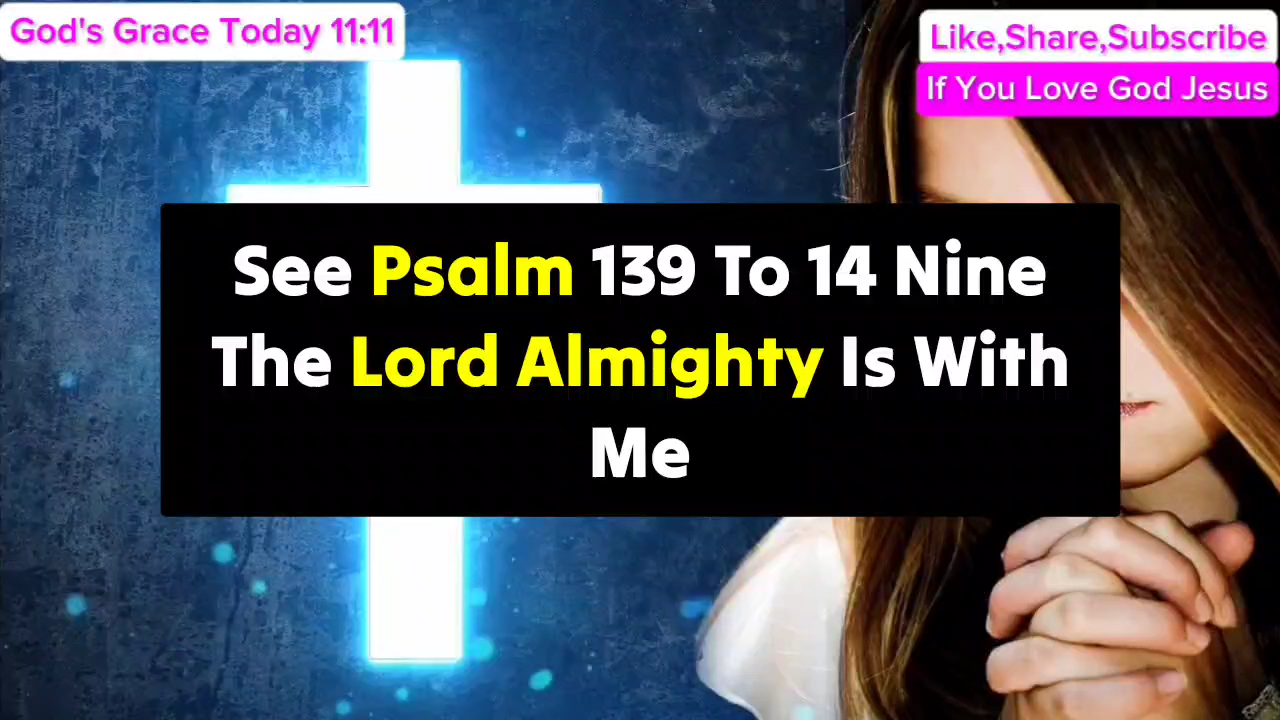 God's Grace Today 11:11
Like,Share,Subscribe
If You Love God Jesus
See Psalm 139 To 14 Nine
The Lord Almighty Is With
Me